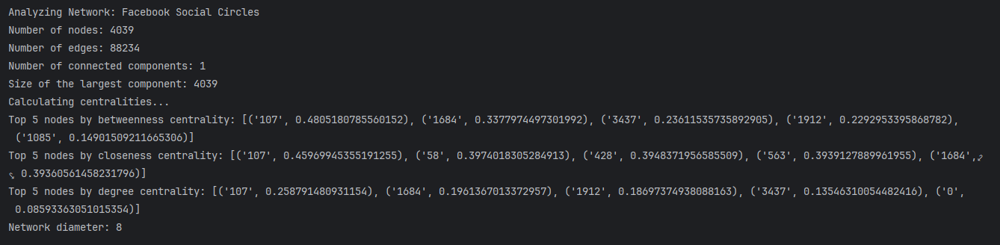 Analyzing Network: Facebook Social Circles
Number of nodes: 4039
Number of edges: 88234
Number of connected components: 1
Size of the largest component: 4039
Calculating centralities...
Top 5 nodes by betweenness centrality: [('107', 0.4805180785560152), ('1684', 0.3377974497301992), ('3437', 0.23611535735892905), ('1912', 0.2292953395868782),
('1085', 0.14901509211665306)]
Top 5 nodes by closeness centrality: [('107', 0.45969945355191255), ('58', 0.3974018305284913), ('428', 0.3948371956585509), ('563', 0.3939127889961955), ('1684',
0.39360561458231796)]
Top 5 nodes by degree centrality: [('107', 0.258791480931154), ('1684', 0.1961367013372957), ('1912', 0.18697374938088163), ('3437', 0.13546310054482416), ('0',
0.08593363051015354)]
Network diameter: 8